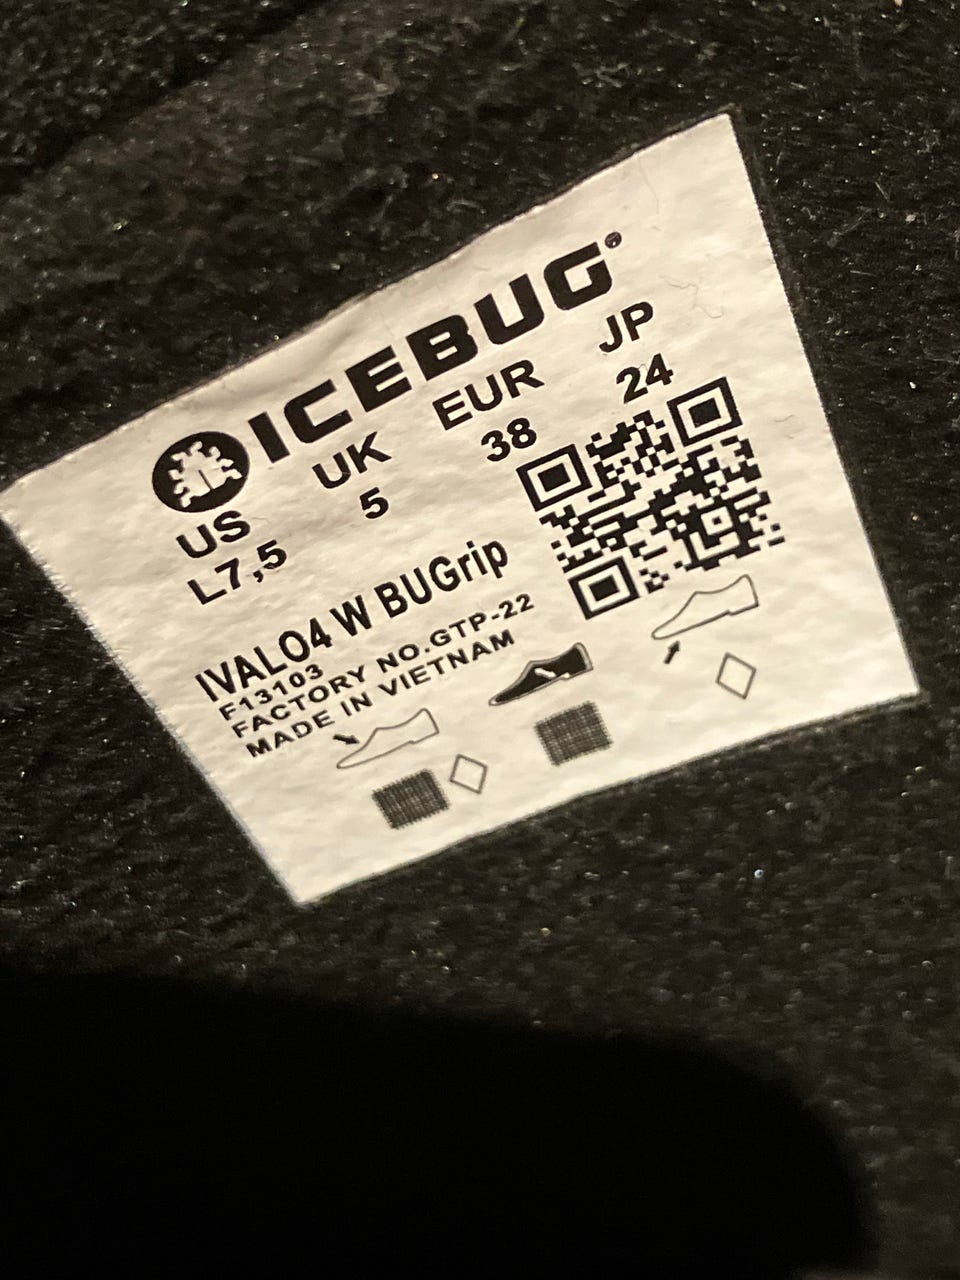 ICEBUG®
US UK EUR JP
L7,5 5 38 24
IVALO4 W BUGrip
F13103
FACTORY NO.GTP-22
MADE IN VIETNAM